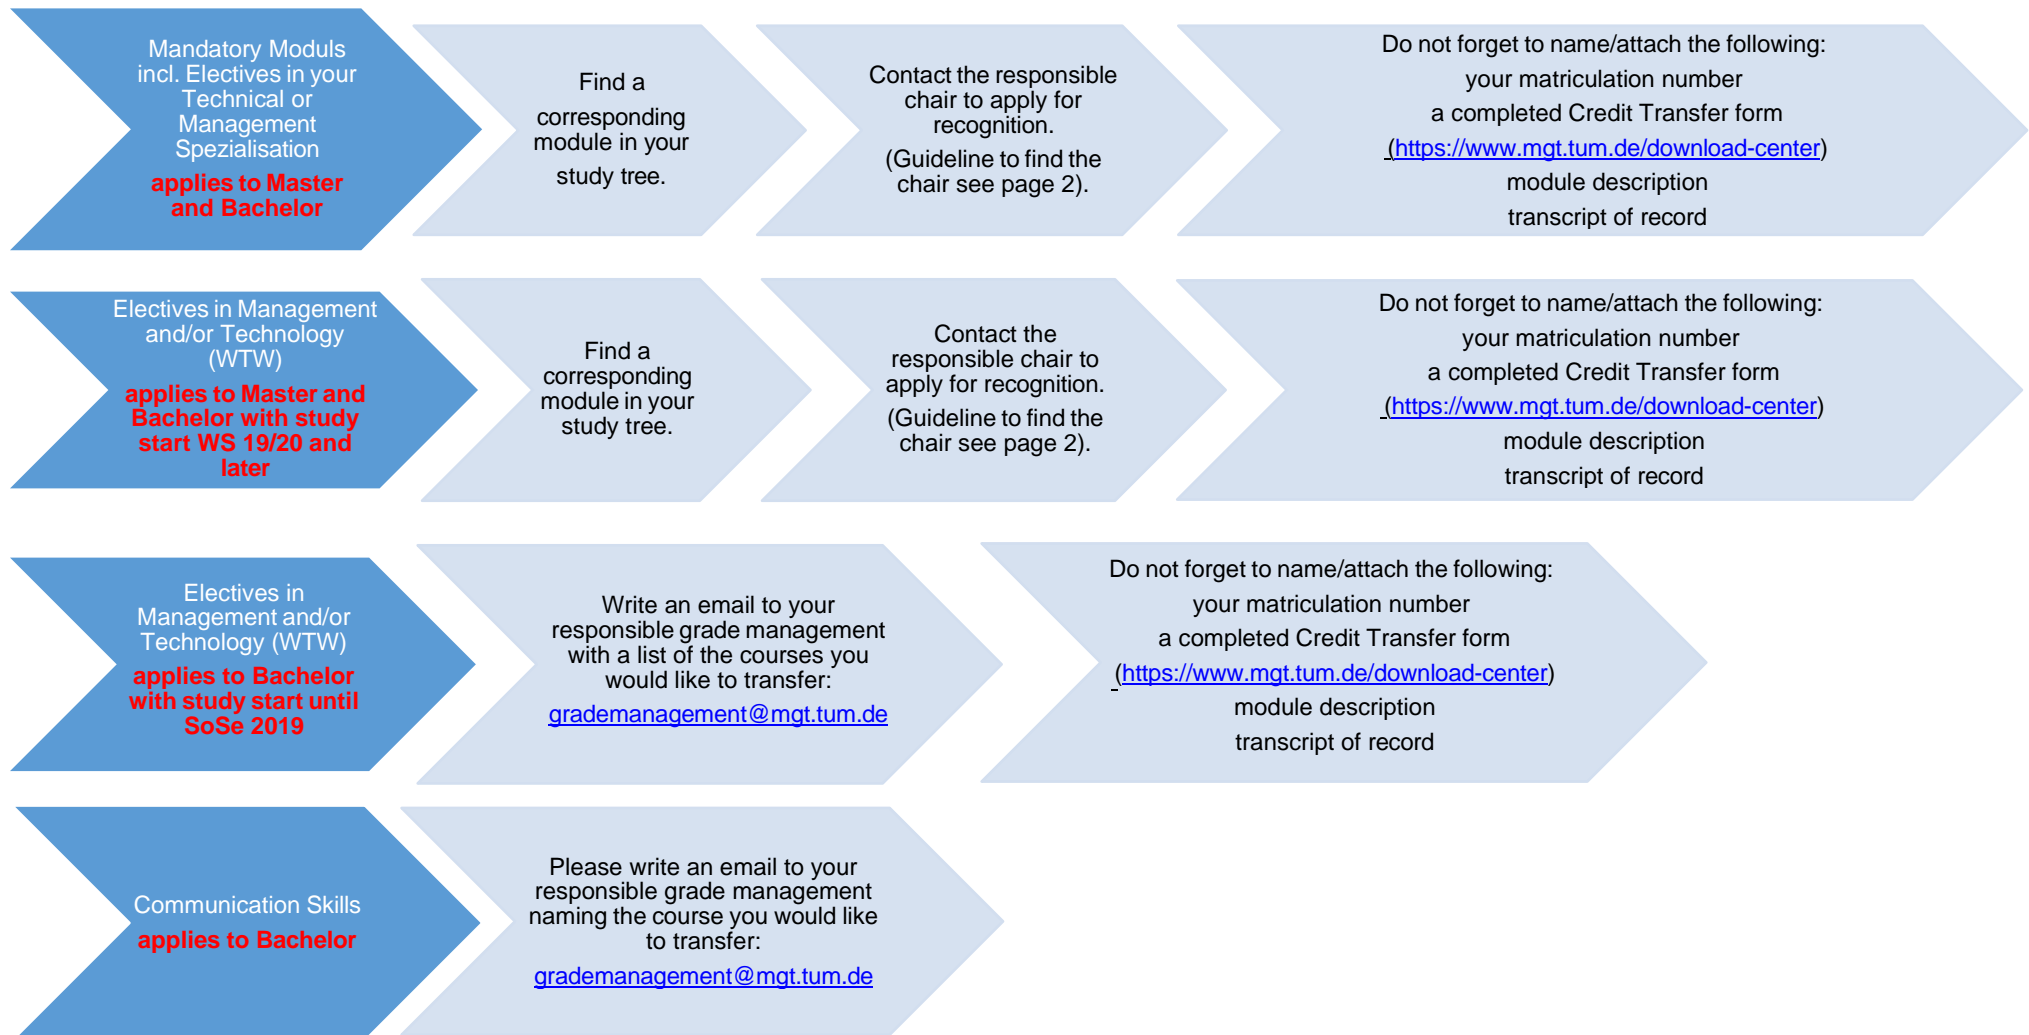 Mandatory Moduls
incl. Electives in your
Technical or
Management
Spezialisation
applies to Master
and Bachelor
Find a
corresponding
module in your
study tree.
Contact the responsible
chair to apply for
recognition.
(Guideline to find the
chair see page 2).
Do not forget to name/attach the following:
your matriculation number
a completed Credit Transfer form
(https://www.mgt.tum.de/download-center)
module description
transcript of record
Electives in Management
and/or Technology
(WTW)
applies to Master and
Bachelor with study
start WS 19/20 and
later
Find a
corresponding
module in your
study tree.
Contact the
responsible chair to
apply for recognition.
(Guideline to find the
chair see page 2).
Do not forget to name/attach the following:
your matriculation number
a completed Credit Transfer form
(https://www.mgt.tum.de/download-center)
module description
transcript of record
Electives in
Management and/or
Technology (WTW)
applies to Bachelor
with study start until
SoSe 2019
Write an email to your
responsible grade management
with a list of the courses you
would like to transfer:
grademanagement@mgt.tum.de
Do not forget to name/attach the following:
your matriculation number
a completed Credit Transfer form
(https://www.mgt.tum.de/download-center)
module description
transcript of record
Communication Skills
applies to Bachelor
Please write an email to your
responsible grade management
naming the course you would like
to transfer:
grademanagement@mgt.tum.de